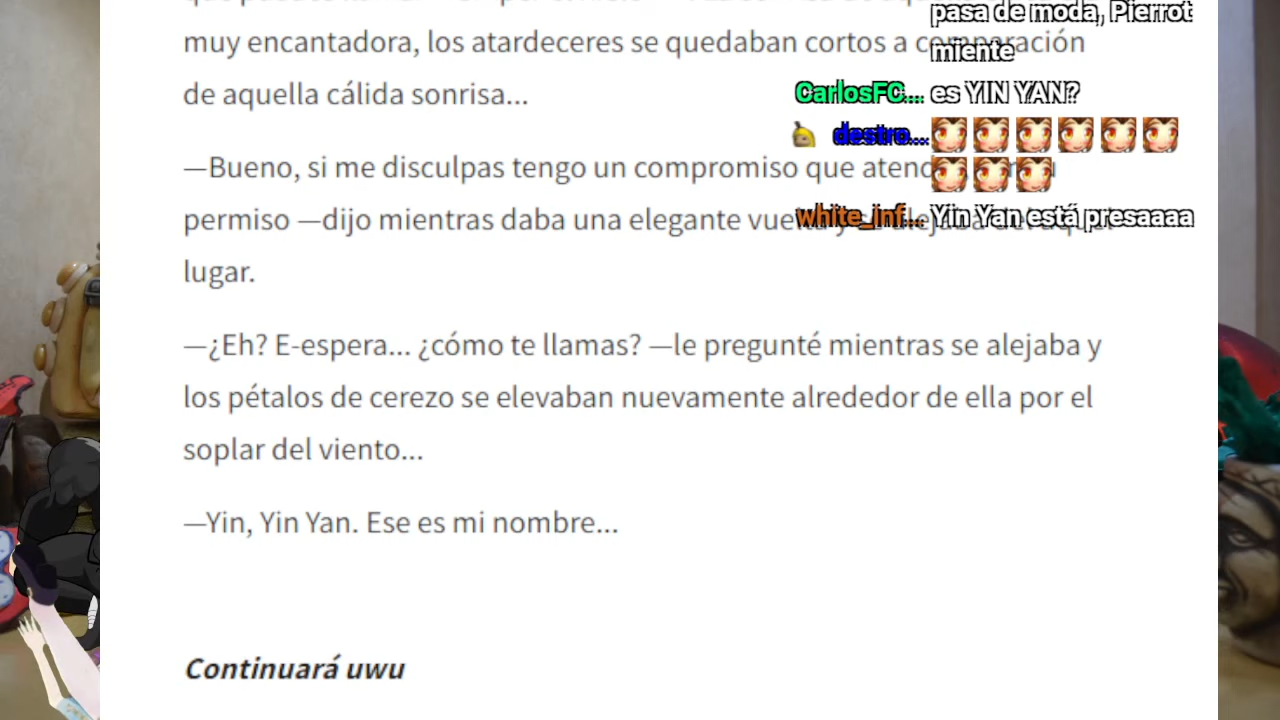 muy encantadora, los atardeceres se quedaban cortos a comparación
de aquella cálida sonrisa...
—Bueno, si me disculpas tengo un compromiso que
permiso —dijo mientras daba una elegante
lugar.
—¿Eh? E-espera... ¿cómo te llamas? —le pregunté mientras se alejaba y
los pétalos de cerezo se elevaban nuevamente alrededor de ella por el
soplar del viento...
—Yin, Yin Yan. Ese es mi nombre...
Continuará uwu
pasa de moda, Pierrot
miente
CarlosFC... es YIN YAN?
destro....
white_inf... Yin Yan está presaaaa